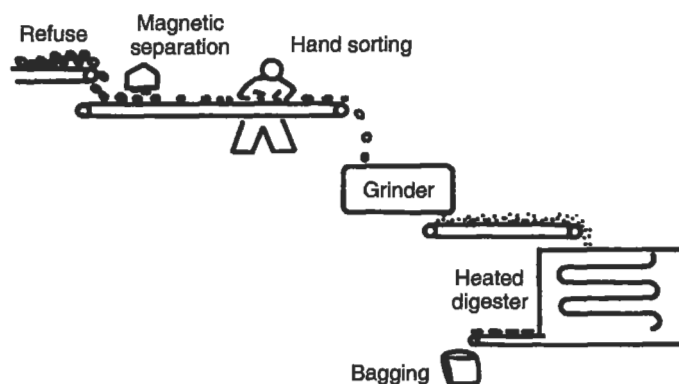 Refuse
Magnetic
separation
Hand sorting
Grinder
Heated
digester
Bagging